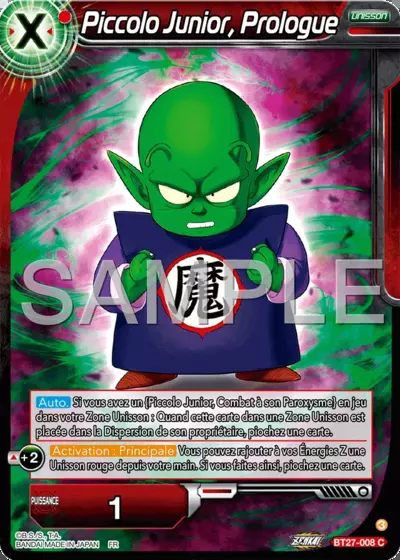 X
Piccolo Junior, Prologue
UNISSON
魔
SAMPLE
Auto. Si vous avez un {Piccolo Junior, Combat à son Paroxysme} en jeu
dans votre Zone Unisson : Quand cette carte dans une Zone Unisson est
placée dans la Dispersion de son propriétaire, piochez une carte.
+2
Activation : Principale Vous pouvez rajouter à vos Énergies Z une
Unisson rouge depuis votre main. Si vous faites ainsi, piochez une carte.
PUISSANCE
1
©B.S./S., T.A.
BANDAI MADE IN JAPAN FR
BT27-008 C